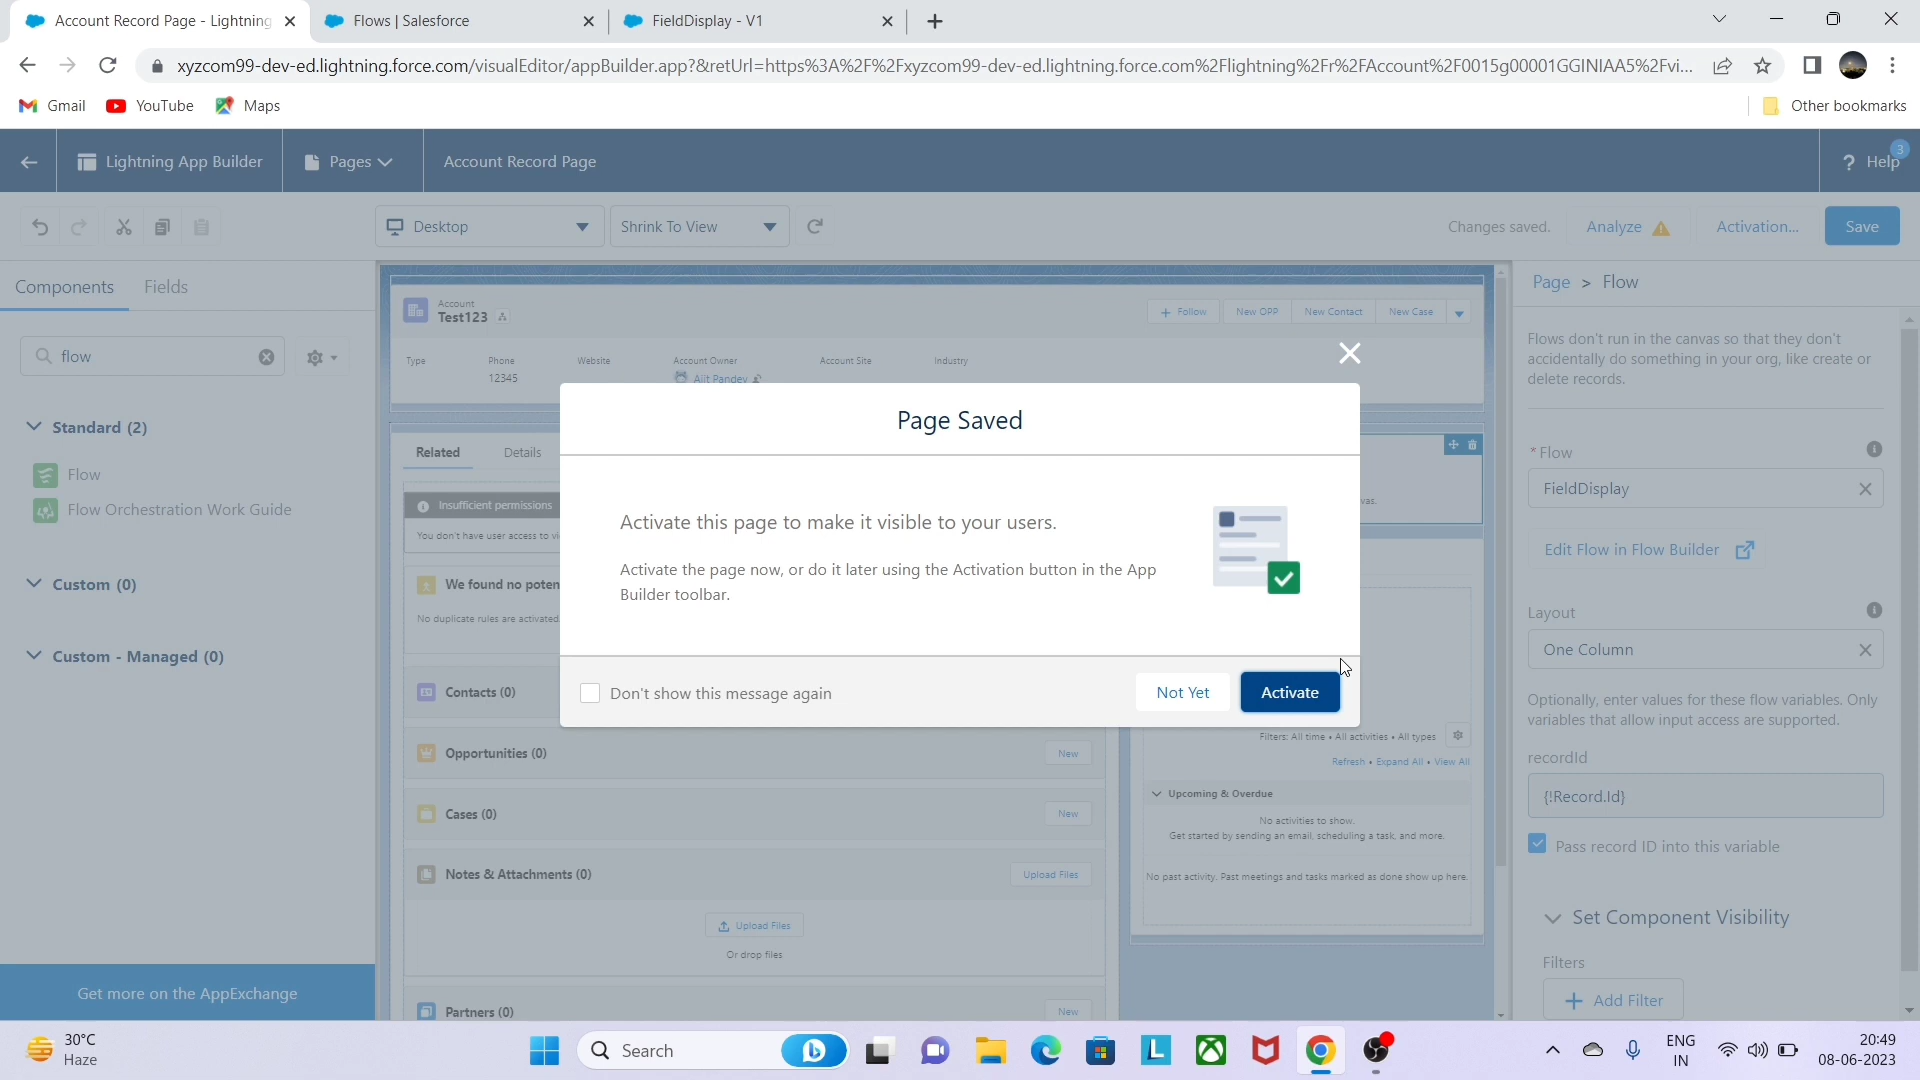 Account Record Page - Lightning
Flows | Salesforce
FieldDisplay - V1
xyzcom99-dev-ed.lightning.force.com/visualEditor/appBuilder.app?&retUrl=https%3A%2F%2Fxyzcom99-dev-ed.lightning.force.com%2Flightning%2Fr%2FAccount%2F0015g00001GGINIAA5%2Fvi...
Gmail
YouTube
Maps
Other bookmarks
Lightning App Builder
Pages
Account Record Page
? Help
3
Desktop
Shrink To View
Changes saved.
Analyze
Activation...
Save
Components
Fields
flow
Standard (2)
Flow
Flow Orchestration Work Guide
Custom (0)
Custom - Managed (0)
Get more on the AppExchange
Account
Test123
+ Follow
New OPP
New Contact
New Case
Type
Phone
Website
Account Owner
Account Site
Industry
12345
Ajit Pandey
Related
Details
Insufficient permissions
You don't have user access to vi
We found no poten
No duplicate rules are activated.
Contacts (0)
Opportunities (0)
New
Cases (0)
New
Notes & Attachments (0)
Upload Files
Upload Files
Or drop files
Partners (0)
New
vas.
Filters: All time • All activities • All types
Refresh • Expand All • View All
Upcoming & Overdue
No activities to show.
Get started by sending an email, scheduling a task, and more.
No past activity. Past meetings and tasks marked as done show up here.
Page Saved
Activate this page to make it visible to your users.
Activate the page now, or do it later using the Activation button in the App
Builder toolbar.
Don't show this message again
Not Yet
Activate
Page > Flow
Flows don't run in the canvas so that they don't
accidentally do something in your org, like create or
delete records.
* Flow
FieldDisplay
Edit Flow in Flow Builder
Layout
One Column
Optionally, enter values for these flow variables. Only
variables that allow input access are supported.
recordId
{!Record.Id}
Pass record ID into this variable
Set Component Visibility
Filters
+ Add Filter
30°C
Haze
Search
ENG
IN
20:49
08-06-2023